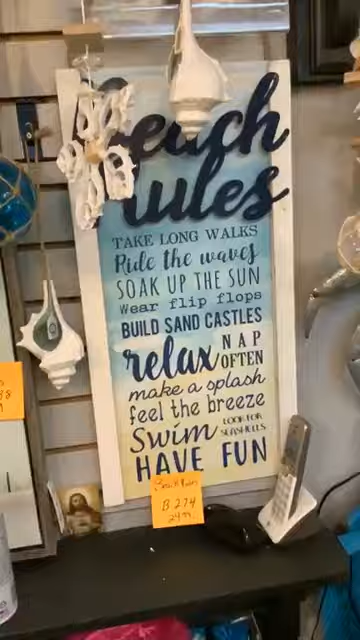 Beach
rules
TAKE LONG WALKS
Ride the waves
SOAK UP THE SUN
Wear flip flops
BUILD SAND CASTLES
relax NAP
OFTEN
make a splash
feel the breeze
Swim LOOK FOR
SEASHELLS
HAVE FUN
B 274